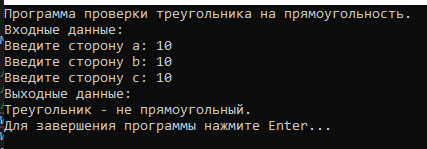 Программа проверки треугольника на прямоугольность.
Входные данные:
Введите сторону a: 10
Введите сторону b: 10
Введите сторону c: 10
Выходные данные:
Треугольник - не прямоугольный.
Для завершения программы нажмите Enter...